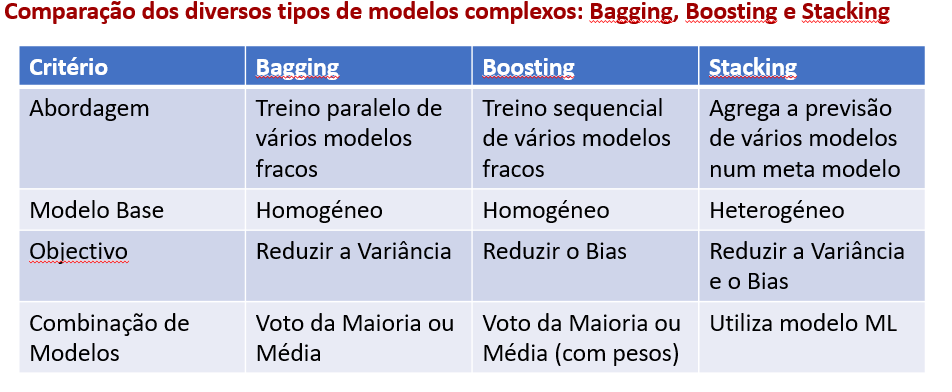 Comparação dos diversos tipos de modelos complexos: Bagging, Boosting e Stacking
Critério
Bagging
Boosting
Stacking
Abordagem
Treino paralelo de
vários modelos
fracos
Treino sequencial
de vários modelos
fracos
Agrega a previsão
de vários modelos
num meta modelo
Modelo Base
Homogéneo
Homogéneo
Heterogéneo
Objectivo
Reduzir a Variância
Reduzir o Bias
Reduzir a Variância
e o Bias
Combinação de
Modelos
Voto da Maioria ou
Média
Voto da Maioria ou
Média (com pesos)
Utiliza modelo ML